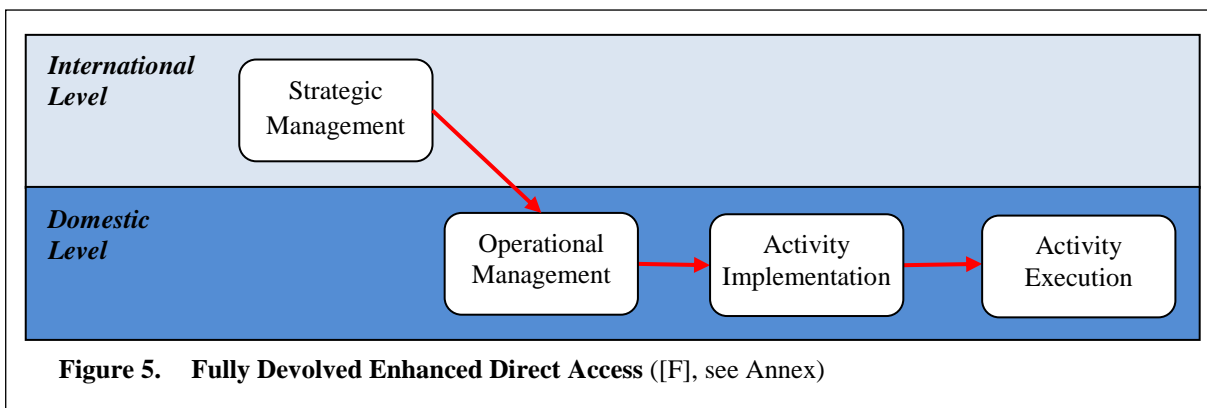 International
Level
Strategic
Management
Domestic
Level
Operational
Management
Activity
Implementation
Activity
Execution
Figure 5. Fully Devolved Enhanced Direct Access ([F], see Annex)